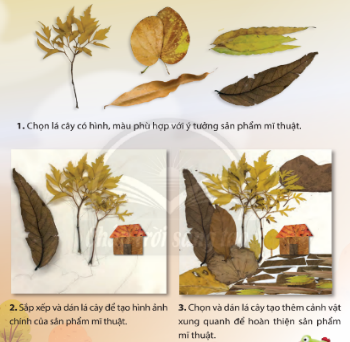 1. Chọn lá cây có hình, màu phù hợp với ý tưởng sản phẩm mĩ thuật.
2. Sắp xếp và dán lá cây để tạo hình ảnh
chính của sản phẩm mĩ thuật.
3. Chọn và dán lá cây tạo thêm cảnh vật
xung quanh để hoàn thiện sản phẩm
mĩ thuật.